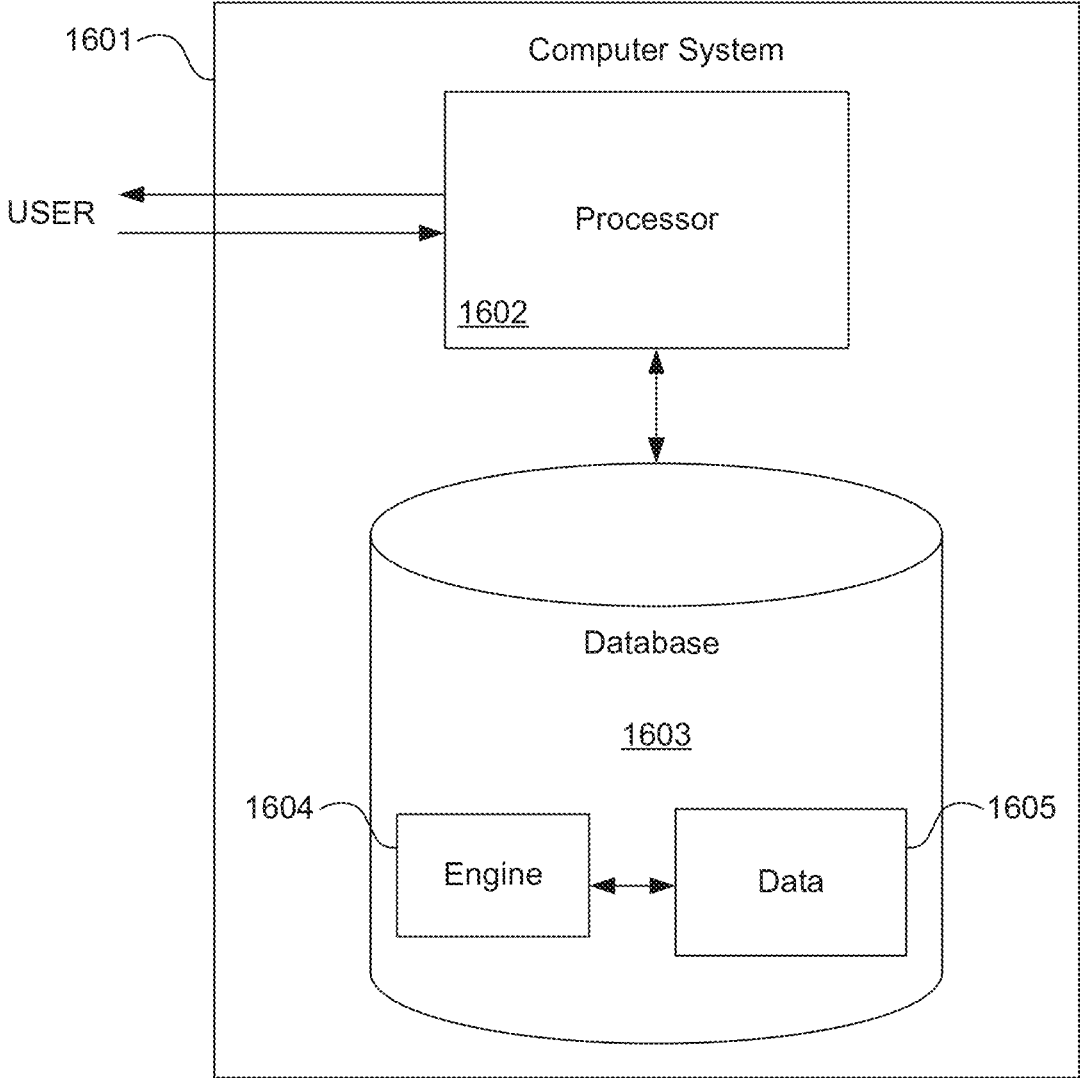 1601
Computer System
USER
Processor
1602
Database
1603
1604
1605
Engine
Data